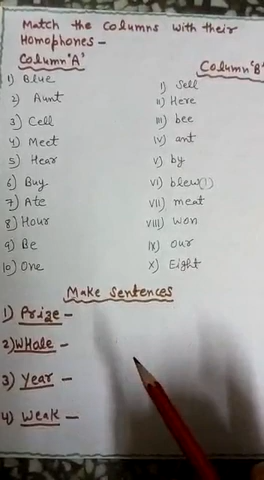 Match the Columns with their
Homophones -
Column 'A'
Column 'B'
1) Blue
2) Aunt
3) Cell
4) Meet
5) Hear
6) Buy
7) Ate
8) Hour
9) Be
10) One
I) Sell
II) Here
III) bee
IV) ant
V) by
VI) blew(1)
VII) meat
VIII) won
IX) our
X) Eight
Make Sentences
1) Prize -
2) WHole -
3) Year -
4) Weak -